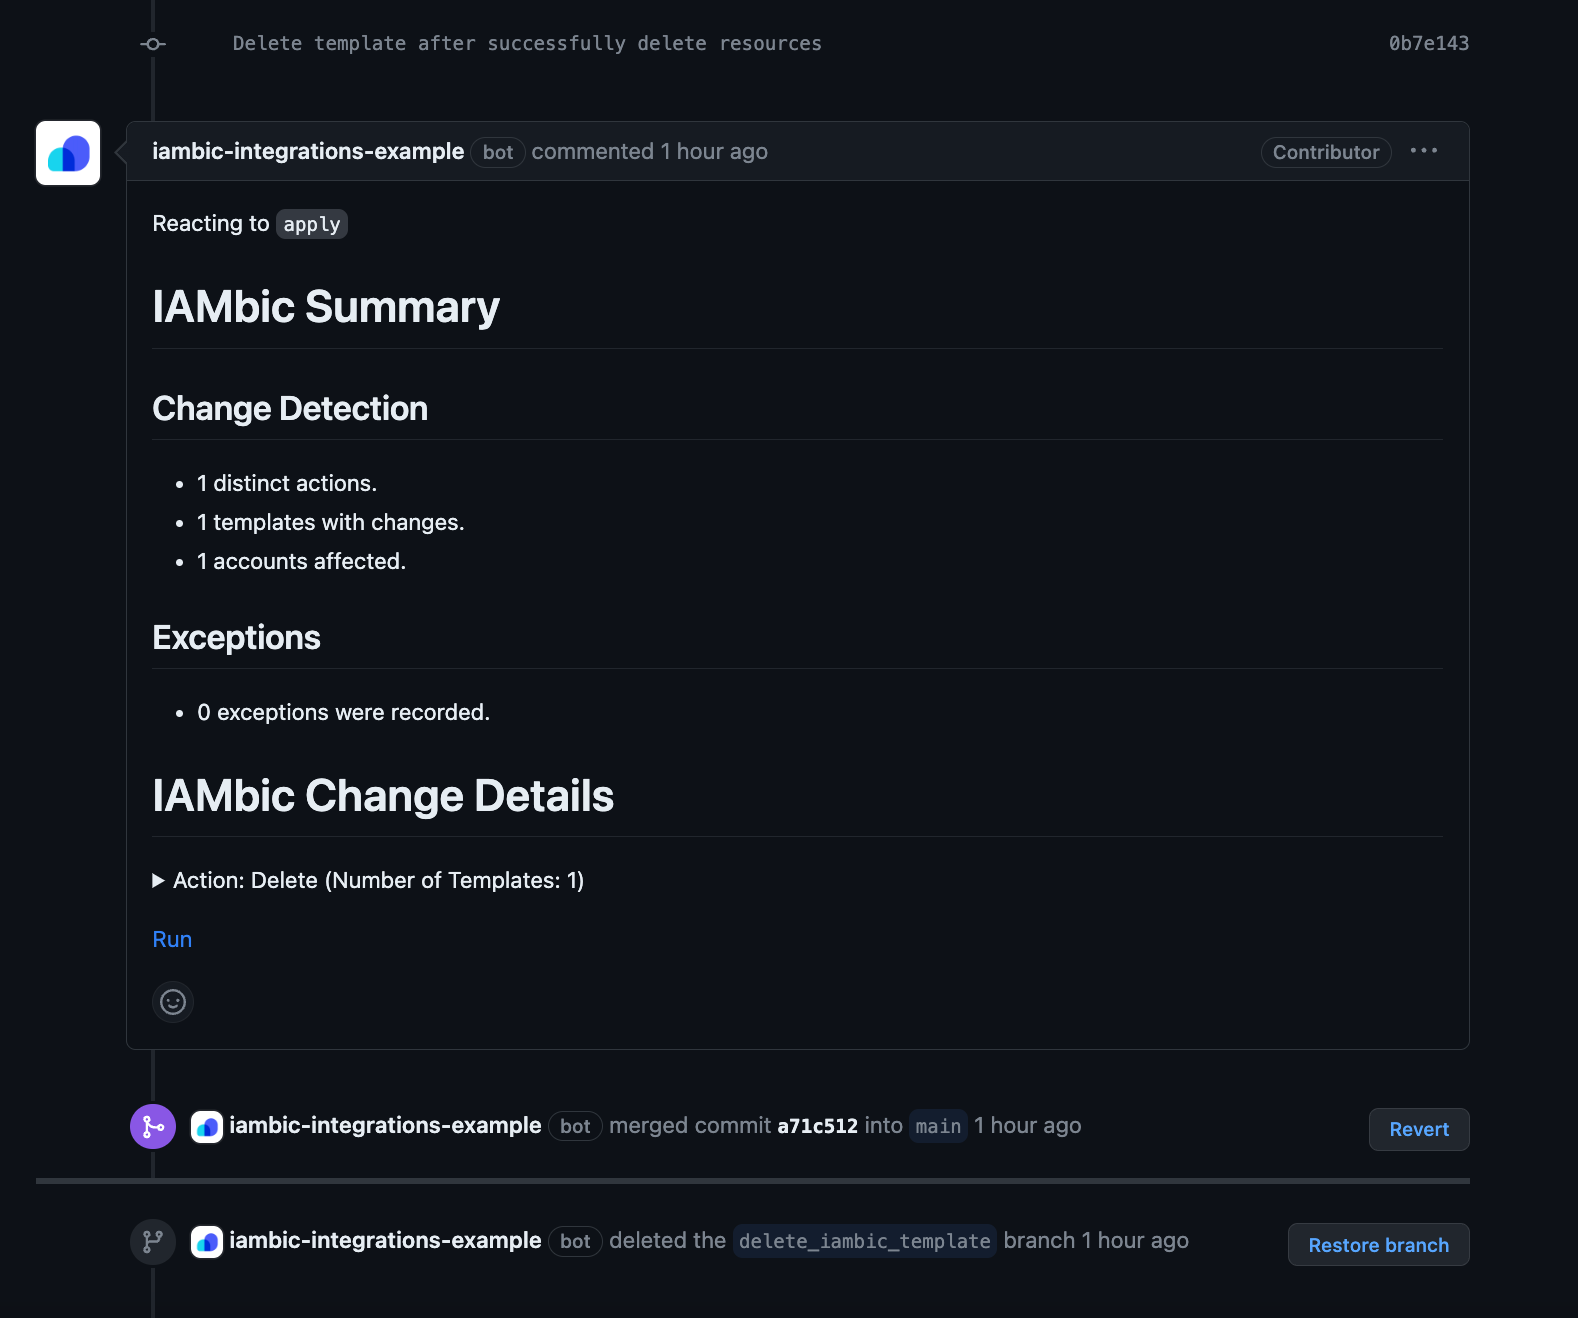 Delete template after successfully delete resources 0b7e143
iambic-integrations-example bot commented 1 hour ago Contributor ...
Reacting to apply
IAMbic Summary
Change Detection
• 1 distinct actions.
• 1 templates with changes.
• 1 accounts affected.
Exceptions
• 0 exceptions were recorded.
IAMbic Change Details
▶ Action: Delete (Number of Templates: 1)
Run
iambic-integrations-example bot merged commit a71c512 into main 1 hour ago Revert
iambic-integrations-example bot deleted the delete_iambic_template branch 1 hour ago Restore branch